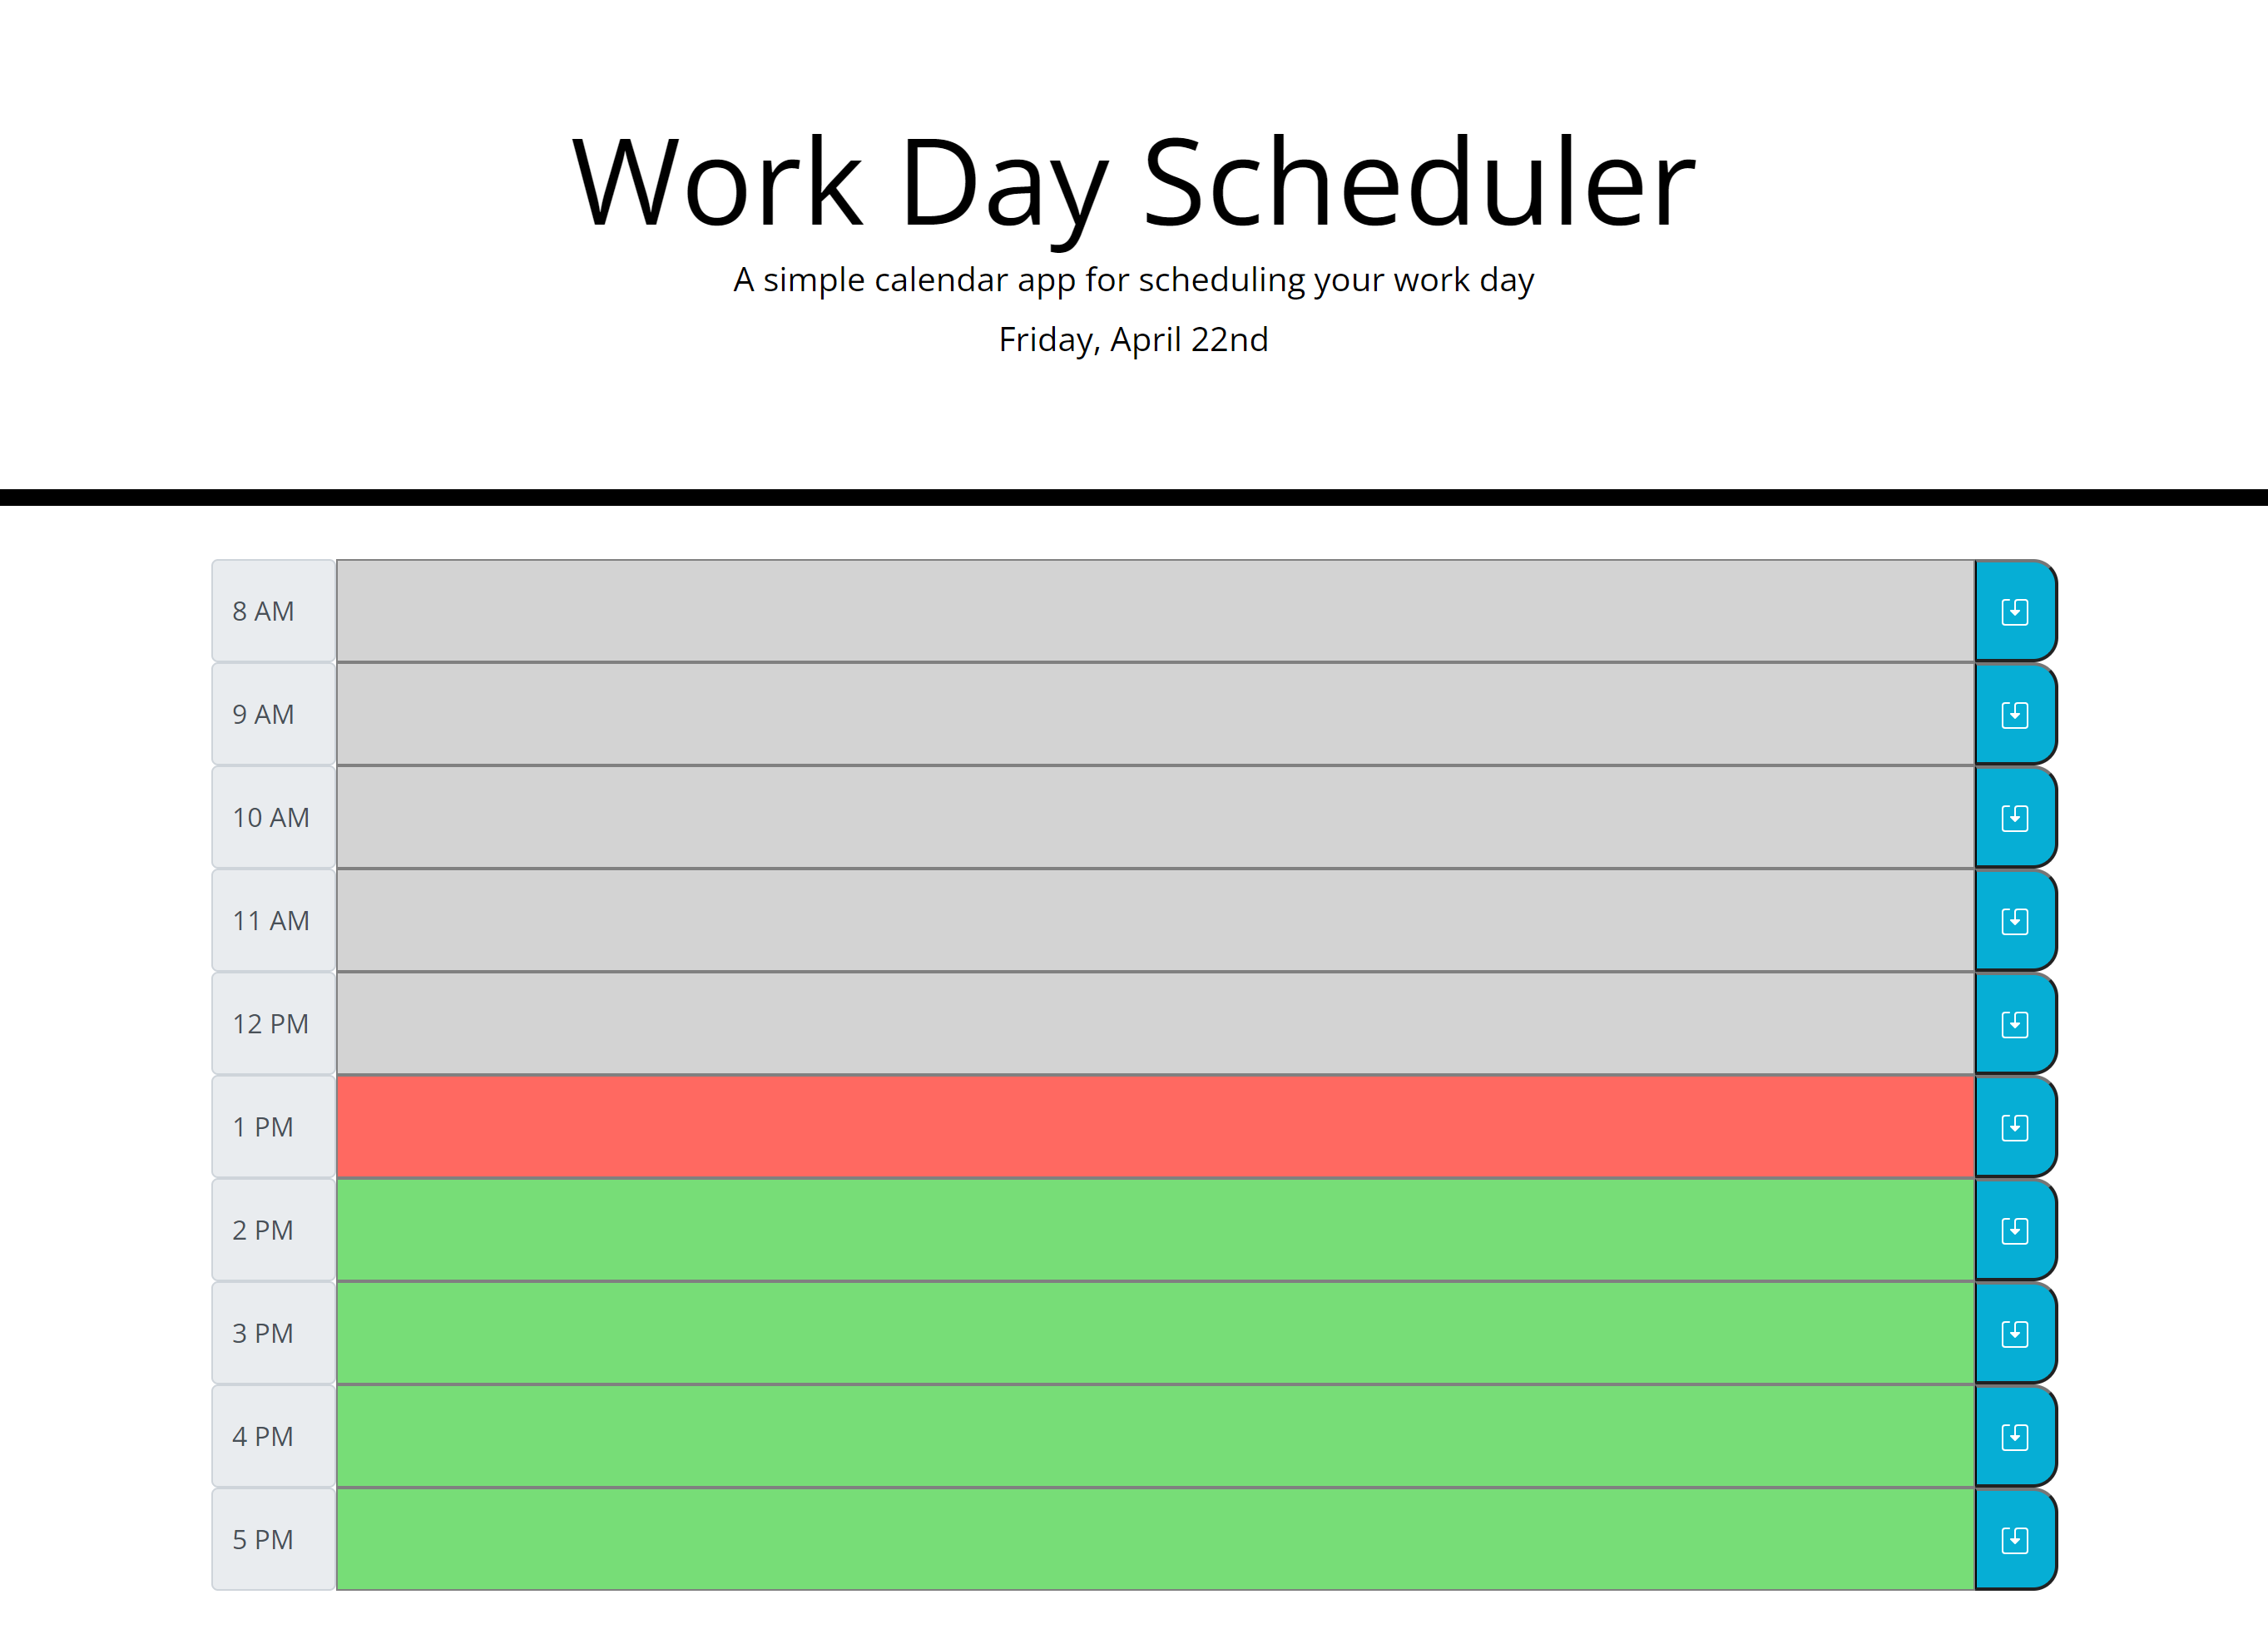 Work Day Scheduler
A simple calendar app for scheduling your work day
Friday, April 22nd
8 AM
9 AM
10 AM
11 AM
12 PM
1 PM
2 PM
3 PM
4 PM
5 PM